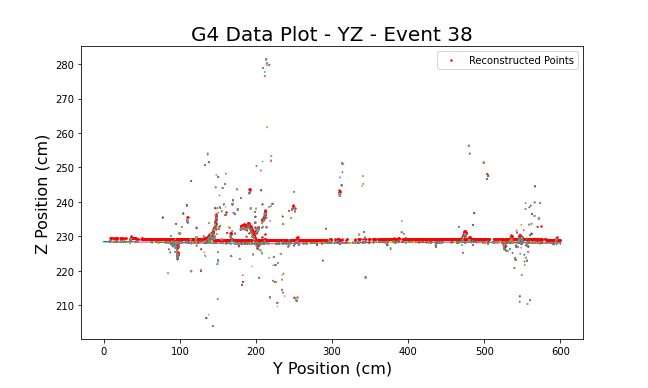 G4 Data Plot - YZ - Event 38
Reconstructed Points
280
270
260
250
240
230
220
210
Z Position (cm)
0 100 200 300 400 500 600
Y Position (cm)